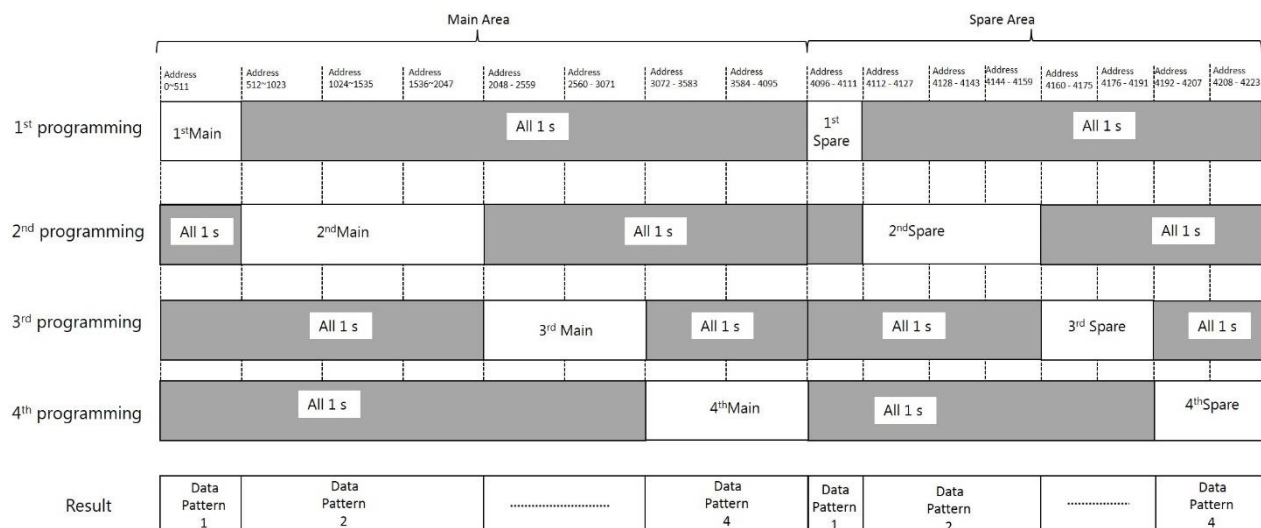 Main Area
Spare Area
Address
0~511
Address
512~1023
Address
1024~1535
Address
1536~2047
Address
2048 - 2559
Address
2560 - 3071
Address
3072 - 3583
Address
3584 - 4095
Address
4096 - 4111
Address
4112 - 4127
Address
4128 - 4143
Address
4144 - 4159
Address
4160 - 4175
Address
4176 - 4191
Address
4192 - 4207
Address
4208 - 4223
1st programming
1stMain
All 1 s
1st
Spare
All 1 s
2nd programming
All 1 s
2ndMain
All 1 s
2ndSpare
All 1 s
3rd programming
All 1 s
3rd Main
All 1 s
All 1 s
3rd Spare
All 1 s
4th programming
All 1 s
4thMain
All 1 s
4thSpare
Result
Data
Pattern
1
Data
Pattern
2
....................
Data
Pattern
4
Data
Pattern
1
Data
Pattern
2
.............
Data
Pattern
4